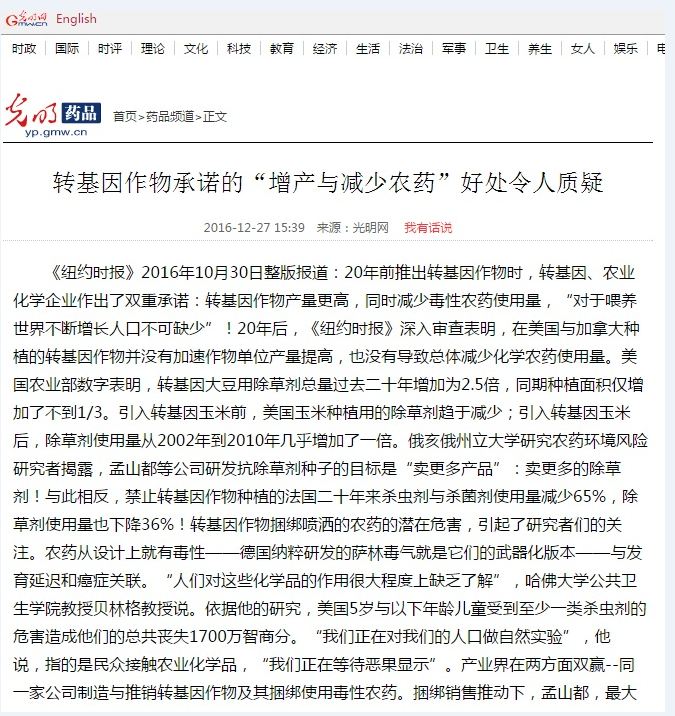 光明网 GMW.cn English
时政 国际 时评 理论 文化 科技 教育 经济 生活 法治 军事 卫生 养生 女人 娱乐
光明 药品
yp.gmw.cn
首页>药品频道>正文
转基因作物承诺的“增产与减少农药”好处令人质疑
2016-12-27 15:39 来源：光明网 我有话说
《纽约时报》2016年10月30日整版报道：20年前推出转基因作物时，转基因、农业
化学企业作出了双重承诺：转基因作物产量更高，同时减少毒性农药使用量，“对于喂养
世界不断增长人口不可缺少”！20年后，《纽约时报》深入审查表明，在美国与加拿大种
植的转基因作物并没有加速作物单位产量提高，也没有导致总体减少化学农药使用量。美
国农业部数字表明，转基因大豆用除草剂总量过去二十年增加为2.5倍，同期种植面积仅增
加了不到1/3。引入转基因玉米前，美国玉米种植用的除草剂趋于减少；引入转基因玉米
后，除草剂使用量从2002年到2010年几乎增加了一倍。俄亥俄州立大学研究农药环境风险
研究者揭露，孟山都等公司研发抗除草剂种子的目标是“卖更多产品”：卖更多的除草
剂！与此相反，禁止转基因作物种植的法国二十年来杀虫剂与杀菌剂使用量减少65%，除
草剂使用量也下降36%！转基因作物捆绑喷洒的农药的潜在危害，引起了研究者们的关
注。农药从设计上就有毒性——德国纳粹研发的萨林毒气就是它们的武器化版本——与发
育延迟和癌症关联。“人们对这些化学品的作用很大程度上缺乏了解”，哈佛大学公共卫
生学院教授贝林格教授说。依据他的研究，美国5岁与以下年龄儿童受到至少一类杀虫剂的
危害造成他们的总共丧失1700万智商分。“我们正在对我们的人口做自然实验”，他
说，指的是民众接触农业化学品，“我们正在等待恶果显示”。产业界在两方面双赢--同
一家公司制造与推销转基因作物及其捆绑使用毒性农药。捆绑销售推动下，孟山都，最大